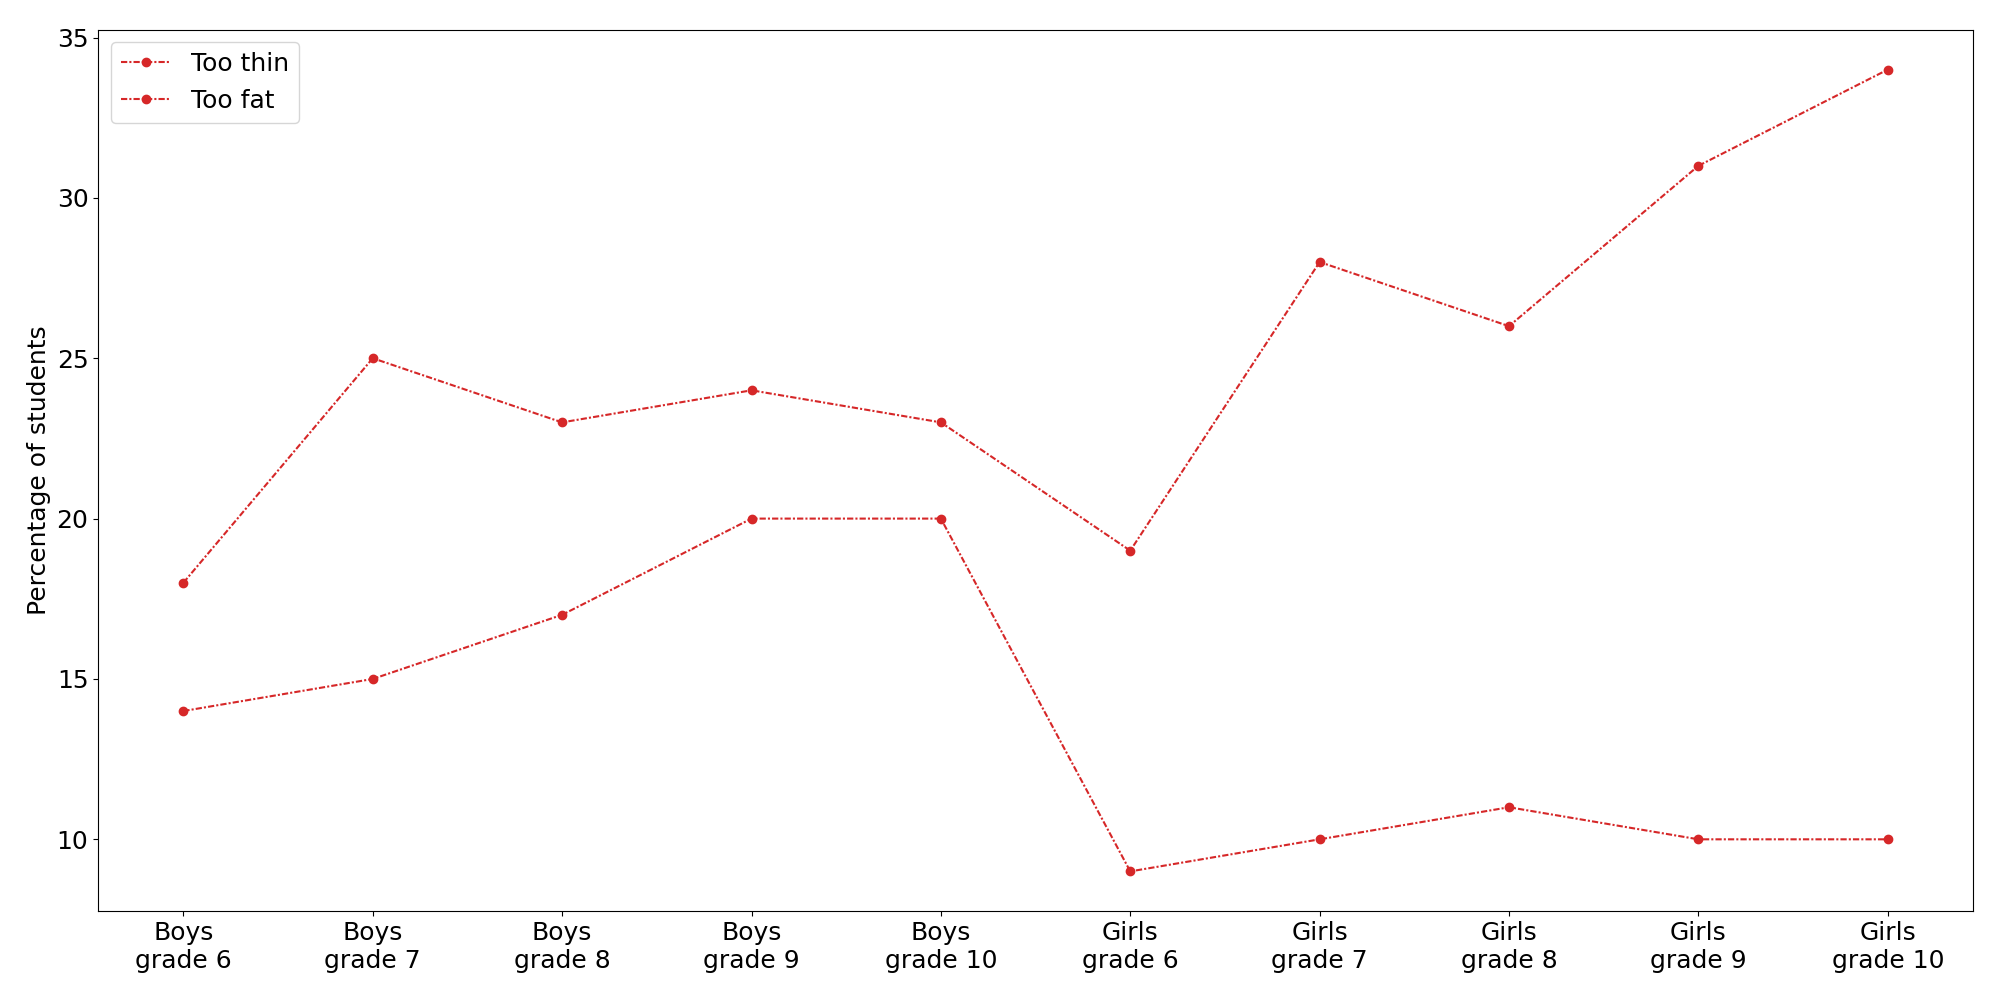 Too thin
Too fat
Percentage of students
35
30
25
20
15
10
Boys
grade 6
Boys
grade 7
Boys
grade 8
Boys
grade 9
Boys
grade 10
Girls
grade 6
Girls
grade 7
Girls
grade 8
Girls
grade 9
Girls
grade 10